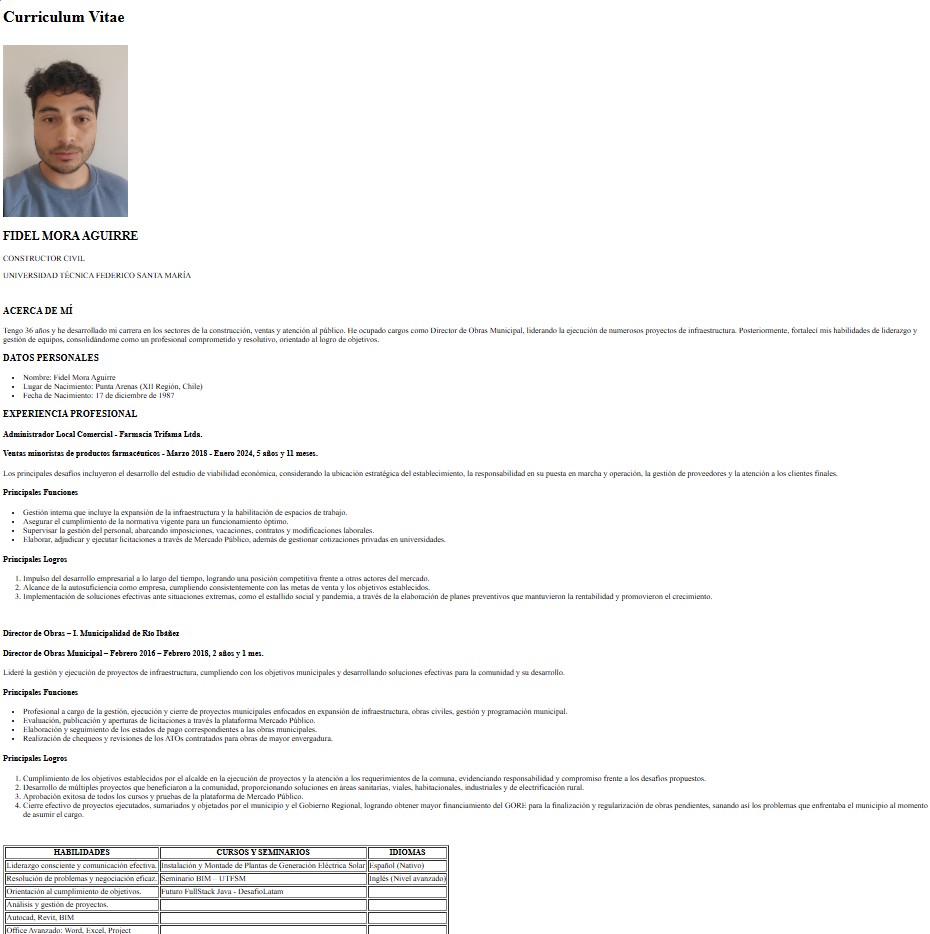 Curriculum Vitae
FIDEL MORA AGUIRRE
CONSTRUCTOR CIVIL
UNIVERSIDAD TÉCNICA FEDERICO SANTA MARÍA
ACERCA DE MÍ
Tengo 36 años y he desarrollado mi carrera en los sectores de la construcción, ventas y atención al público. He ocupado cargos como Director de Obras Municipal, liderando la ejecución de numerosos proyectos de infraestructura. Posteriormente, fortalecí mis habilidades de liderazgo y
gestión de equipos, consolidándome como un profesional comprometido y resolutivo, orientado al logro de objetivos.
DATOS PERSONALES
• Nombre: Fidel Mora Aguirre
• Lugar de Nacimiento: Punta Arenas (XII Región, Chile)
• Fecha de Nacimiento: 17 de diciembre de 1987
EXPERIENCIA PROFESIONAL
Administrador Local Comercial - Farmacia Trifama Ltda.
Ventas minoristas de productos farmacéuticos - Marzo 2018 - Enero 2024, 5 años y 11 meses.
Los principales desafíos incluyeron el desarrollo del estudio de viabilidad económica, considerando la ubicación estratégica del establecimiento, la responsabilidad en su puesta en marcha y operación, la gestión de proveedores y la atención a los clientes finales.
Principales Funciones
• Gestión interna que incluye la expansión de la infraestructura y la habilitación de espacios de trabajo.
• Asegurar el cumplimiento de la normativa vigente para un funcionamiento óptimo.
• Supervisar la gestión del personal, abarcando imposiciones, vacaciones, contratos y modificaciones laborales.
• Elaborar, adjudicar y ejecutar licitaciones a través de Mercado Público, además de gestionar cotizaciones privadas en universidades.
Principales Logros
1. Impulso del desarrollo empresarial a lo largo del tiempo, logrando una posición competitiva frente a otros actores del mercado.
2. Alcance de la autosuficiencia como empresa, cumpliendo consistentemente con las metas de venta y los objetivos establecidos.
3. Implementación de soluciones efectivas ante situaciones extremas, como el estallido social y pandemia, a través de la elaboración de planes preventivos que mantuvieron la rentabilidad y promovieron el crecimiento.
Director de Obras – I. Municipalidad de Río Ibáñez
Director de Obras Municipal – Febrero 2016 – Febrero 2018, 2 años y 1 mes.
Lideré la gestión y ejecución de proyectos de infraestructura, cumpliendo con los objetivos municipales y desarrollando soluciones efectivas para la comunidad y su desarrollo.
Principales Funciones
• Profesional a cargo de la gestión, ejecución y cierre de proyectos municipales enfocados en expansión de infraestructura, obras civiles, gestión y programación municipal.
• Evaluación, publicación y aperturas de licitaciones a través la plataforma Mercado Público.
• Elaboración y seguimiento de los estados de pago correspondientes a las obras municipales.
• Realización de chequeos y revisiones de los ATOs contratados para obras de mayor envergadura.
Principales Logros
1. Cumplimiento de los objetivos establecidos por el alcalde en la ejecución de proyectos y la atención a los requerimientos de la comuna, evidenciando responsabilidad y compromiso frente a los desafíos propuestos.
2. Desarrollo de múltiples proyectos que beneficiaron a la comunidad, proporcionando soluciones en áreas sanitarias, viales, habitacionales, industriales y de electrificación rural.
3. Aprobación exitosa de todos los cursos y pruebas de la plataforma de Mercado Público.
4. Cierre efectivo de proyectos ejecutados, sumariados y objetados por el municipio y el Gobierno Regional, logrando obtener mayor financiamiento del GORE para la finalización y regularización de obras pendientes, sanando así los problemas que enfrentaba el municipio al momento
de asumir el cargo.
HABILIDADES CURSOS Y SEMINARIOS IDIOMAS
Liderazgo consciente y comunicación efectiva. Instalación y Montade de Plantas de Generación Eléctrica Solar Español (Nativo)
Resolución de problemas y negociación eficaz. Seminario BIM – UTFSM Inglés (Nivel avanzado)
Orientación al cumplimiento de objetivos. Futuro FullStack Java - DesafioLatam
Análisis y gestión de proyectos.
Autocad, Revit, BIM
Office Avanzado: Word, Excel, Project